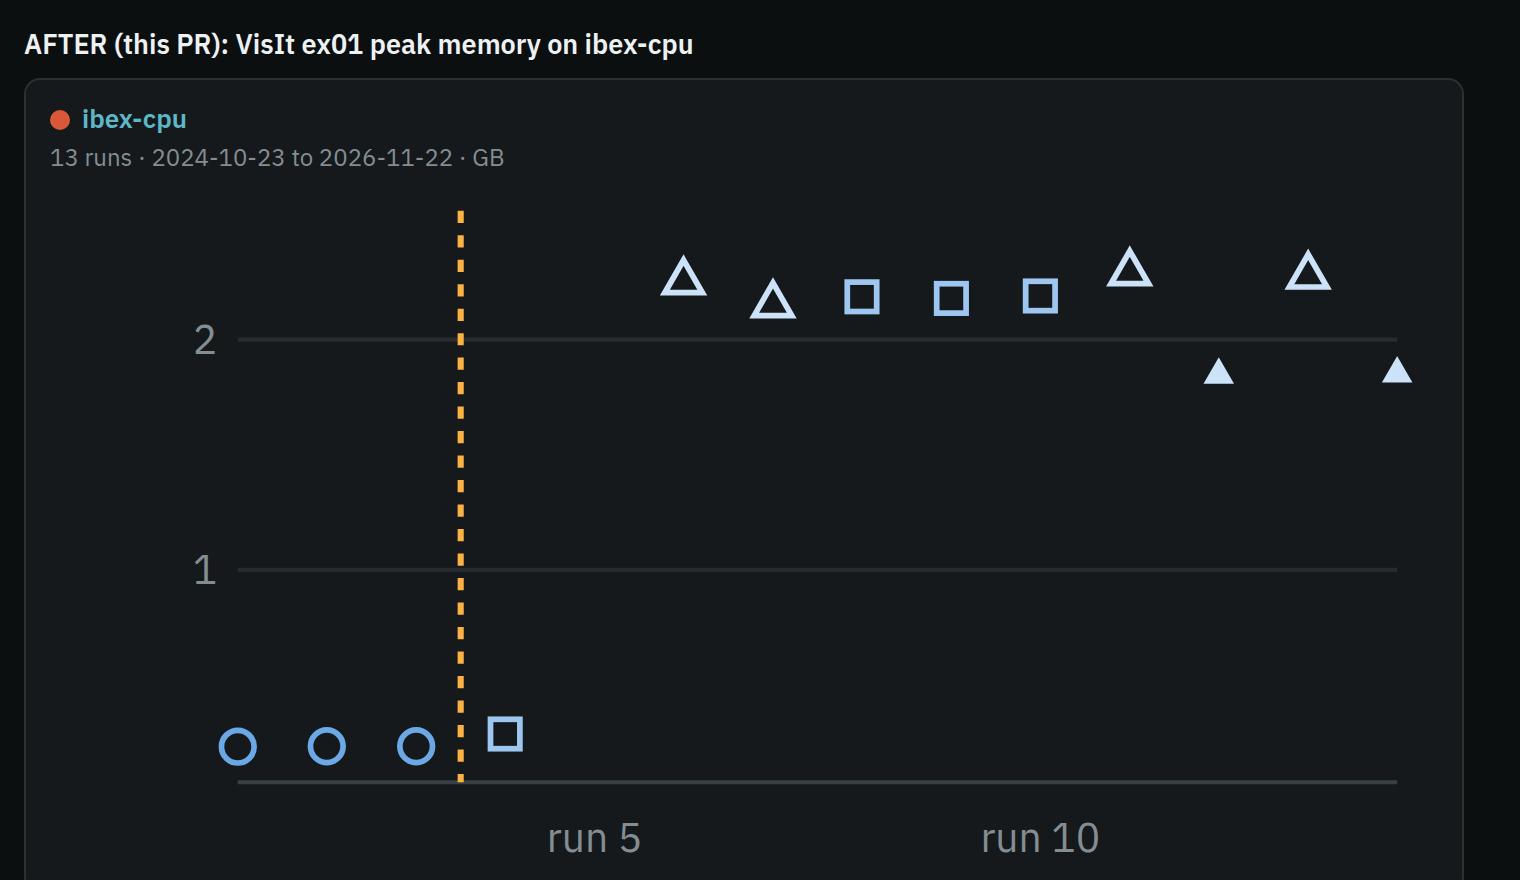 AFTER (this PR): VisIt ex01 peak memory on ibex-cpu
ibex-cpu
13 runs · 2024-10-23 to 2026-11-22 · GB
2
1
run 5
run 10